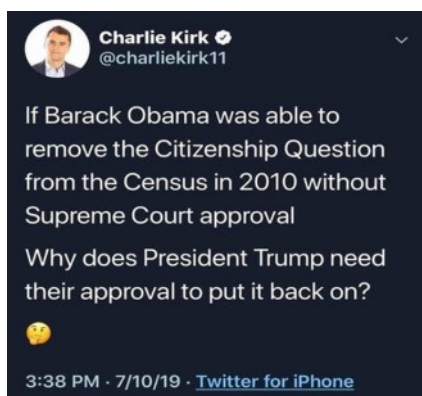 Charlie Kirk
@charliekirk11
If Barack Obama was able to
remove the Citizenship Question
from the Census in 2010 without
Supreme Court approval
Why does President Trump need
their approval to put it back on?
🤔
3:38 PM · 7/10/19 · Twitter for iPhone